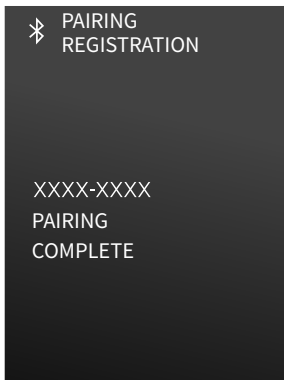 PAIRING
REGISTRATION
XXXX-XXXX
PAIRING
COMPLETE